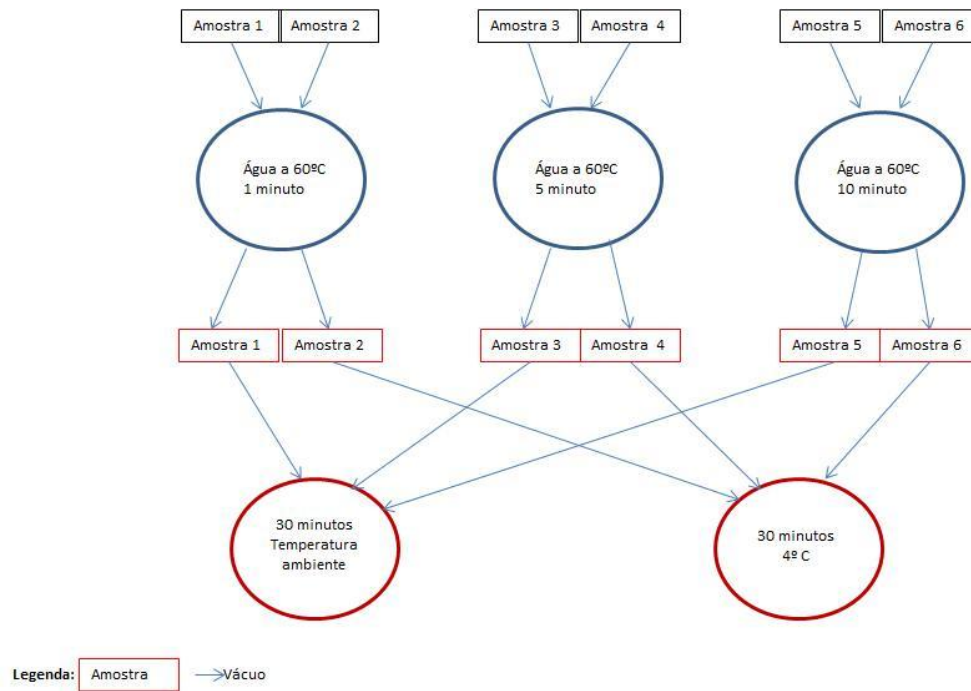 Amostra 1 Amostra 2 Amostra 3 Amostra 4 Amostra 5 Amostra 6
Água a 60ºC
1 minuto
Água a 60ºC
5 minuto
Água a 60ºC
10 minuto
Amostra 1 Amostra 2 Amostra 3 Amostra 4 Amostra 5 Amostra 6
30 minutos
Temperatura
ambiente
30 minutos
4º C
Legenda: Amostra Vácuo